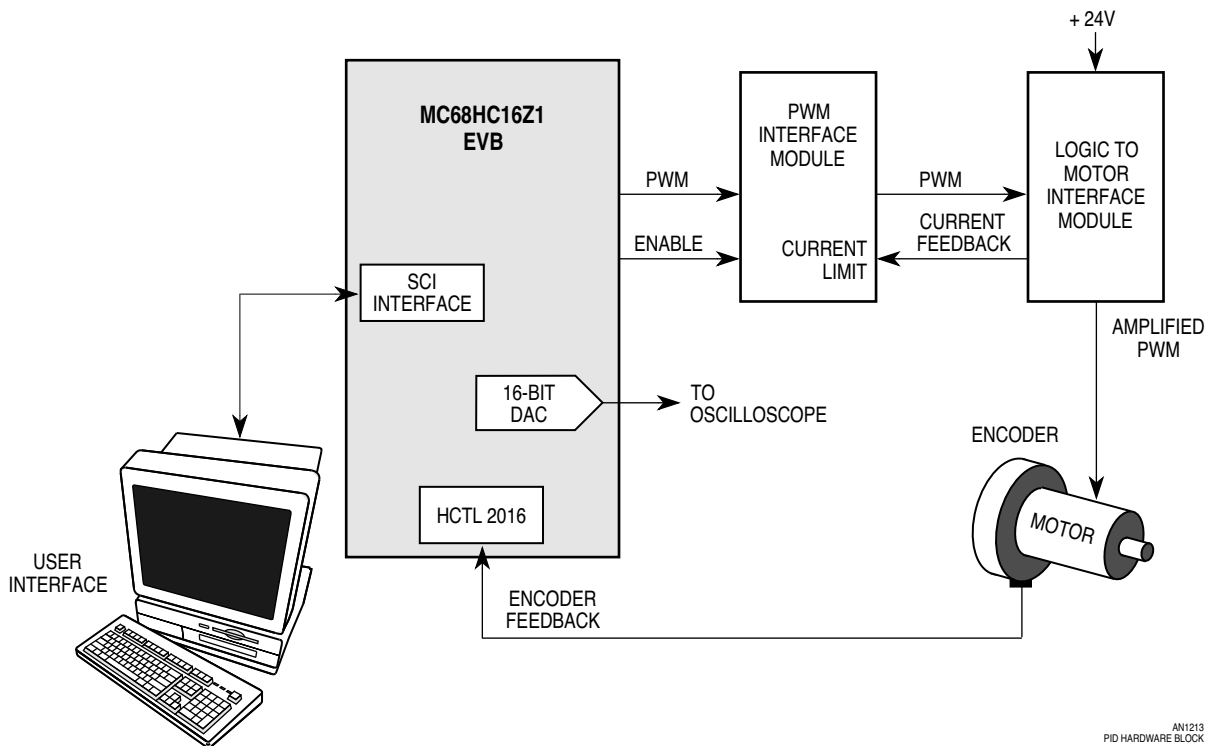 + 24V
MC68HC16Z1
EVB
PWM
INTERFACE
MODULE
LOGIC TO
MOTOR
INTERFACE
MODULE
PWM
PWM
ENABLE
CURRENT
LIMIT
CURRENT
FEEDBACK
SCI
INTERFACE
AMPLIFIED
PWM
16-BIT
DAC
TO
OSCILLOSCOPE
ENCODER
HCTL 2016
MOTOR
USER
INTERFACE
ENCODER
FEEDBACK
AN1213
PID HARDWARE BLOCK